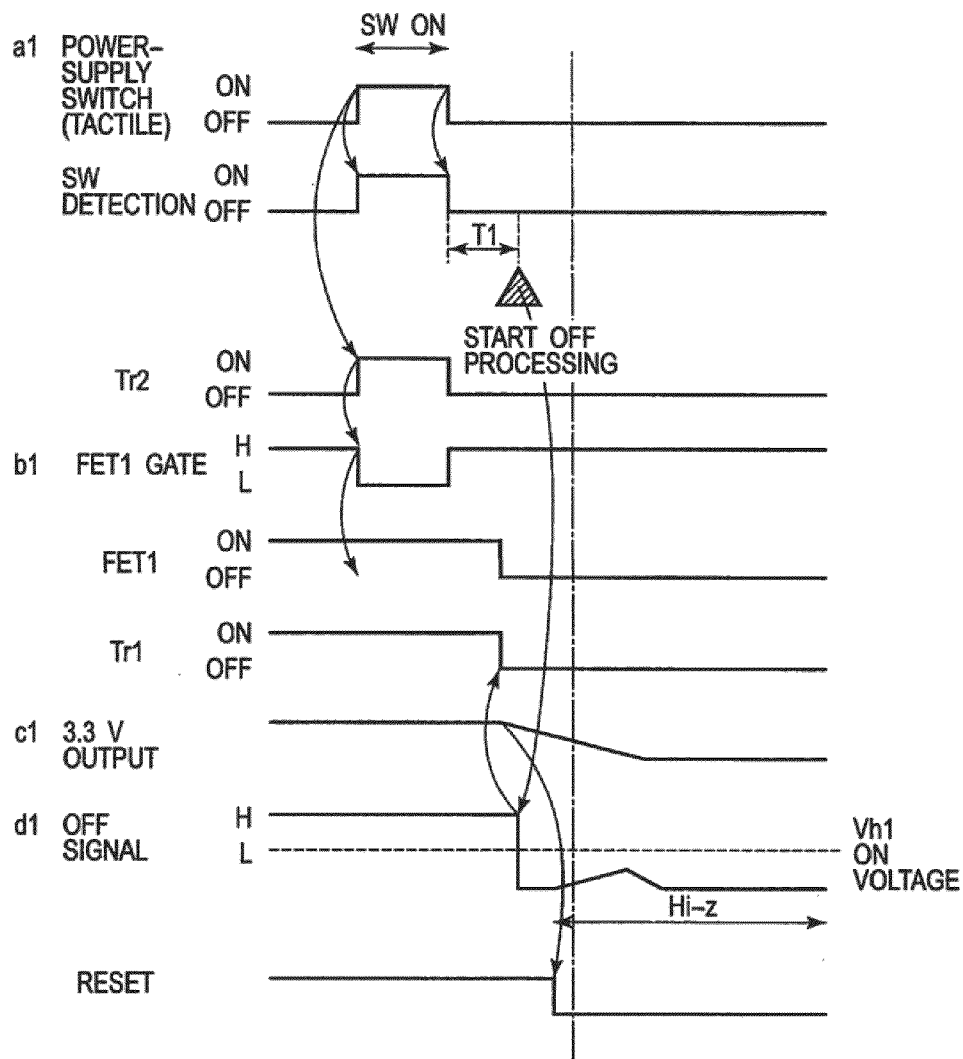 SW ON
a1 POWER–
SUPPLY
SWITCH
(TACTILE)
ON
OFF
SW
DETECTION
ON
OFF
T1
START OFF
PROCESSING
Tr2
ON
OFF
b1 FET1 GATE
H
L
FET1
ON
OFF
Tr1
ON
OFF
c1 3.3 V
OUTPUT
d1 OFF
SIGNAL
H
L
Vh1
ON
VOLTAGE
Hi–z
RESET